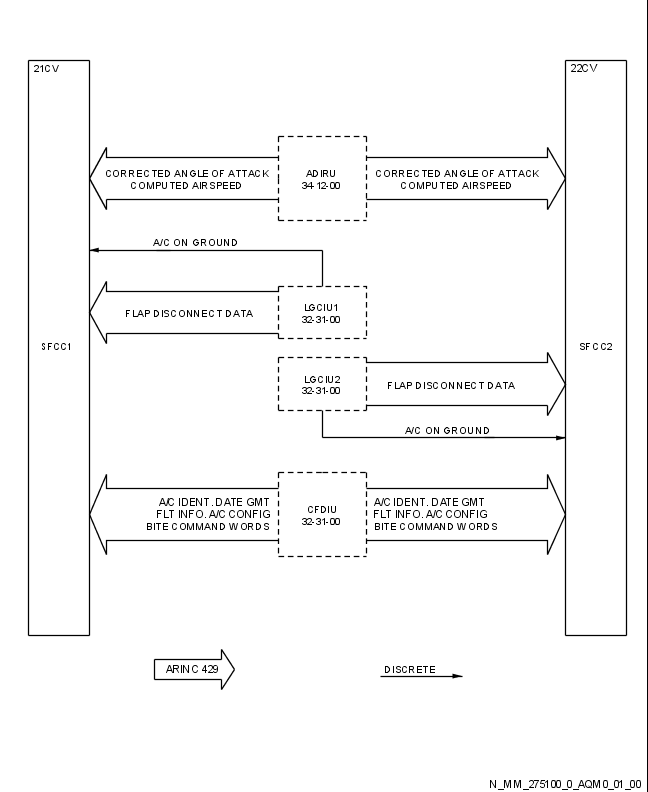 21CV
22CV
CORRECTED ANGLE OF ATTACK
COMPUTED AIRSPEED
ADIRU
34-12-00
CORRECTED ANGLE OF ATTACK
COMPUTED AIRSPEED
A/C ON GROUND
FLAP DISCONNECT DATA
LGCIU1
32-31-00
SFCC1
SFCC2
LGCIU2
32-31-00
FLAP DISCONNECT DATA
A/C ON GROUND
A/C IDENT. DATE GMT
FLT INFO. A/C CONFIG
BITE COMMAND WORDS
CFDIU
32-31-00
A/C IDENT. DATE GMT
FLT INFO. A/C CONFIG
BITE COMMAND WORDS
ARINC 429
DISCRETE
N_MM_275100_0_AQM0_01_00